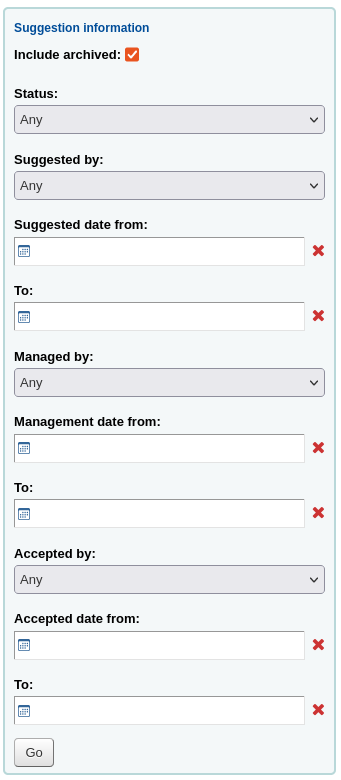 Suggestion information
Include archived:
Status:
Any
Suggested by:
Any
Suggested date from:
To:
Managed by:
Any
Management date from:
To:
Accepted by:
Any
Accepted date from:
To:
Go